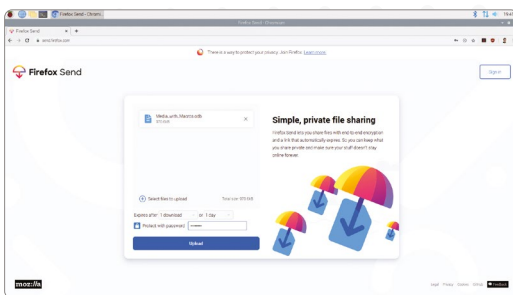 Firefox Send - Chromium
Firefox Send
send.firefox.com
There is a way to protect your privacy. Join Firefox. Learn more.
Firefox Send
Sign in
Select files to upload
Expires after 1 download or 1 day
Protect with password
Upload
Simple, private file sharing
Firefox Send lets you share files with end-to-end encryption
and a link that automatically expires. So you can keep what
you share private and make sure your stuff doesn't stay
online forever.
moz://a
Legal Privacy Cookies GitHub Feedback